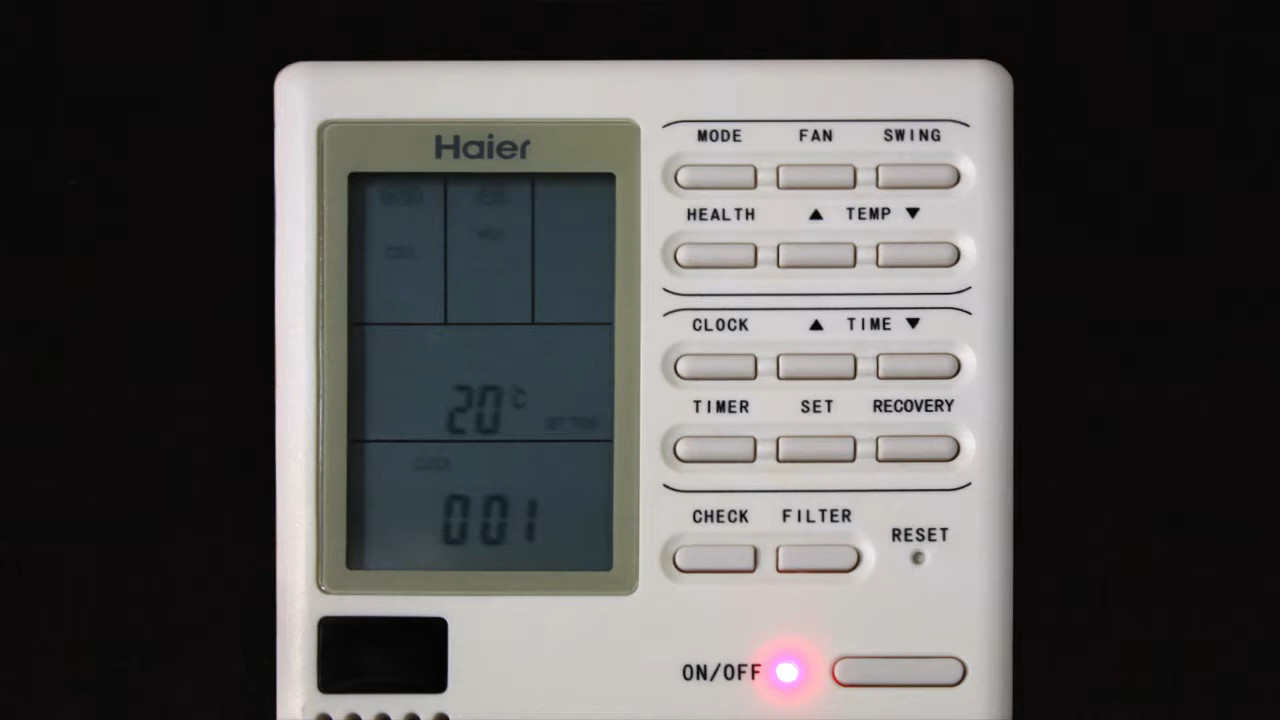 Haier
MODE FAN SWING
HEALTH ▲ TEMP ▼
CLOCK ▲ TIME ▼
TIMER SET RECOVERY
20°C
CHECK FILTER
001
RESET
ON/OFF